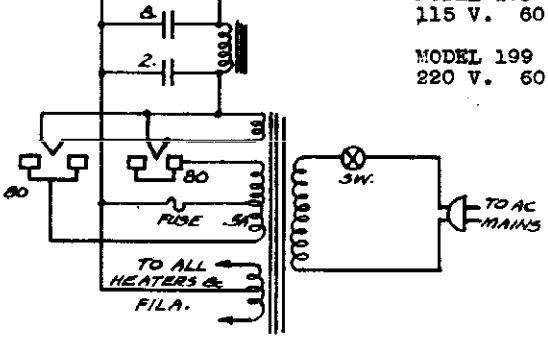 8.
115 V. 60
2.
MODEL 199
220 V. 60
80
80
SW.
FUSE
5A
TO AC
MAINS
TO ALL
HEATERS &
FILA.